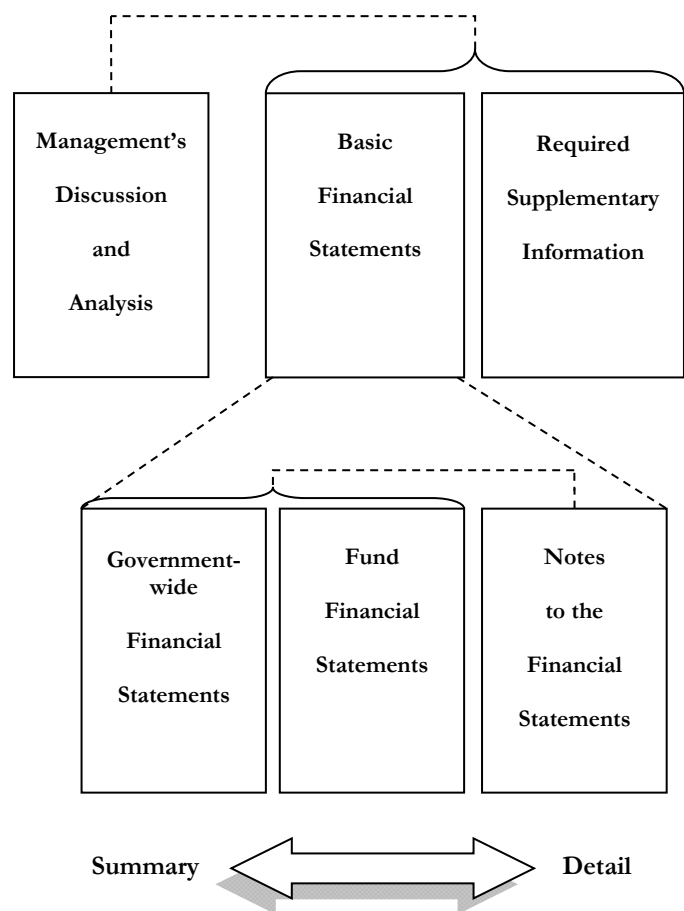 Management’s
Discussion
and
Analysis
Basic
Financial
Statements
Required
Supplementary
Information
Government-
wide
Financial
Statements
Fund
Financial
Statements
Notes
to the
Financial
Statements
Summary
Detail